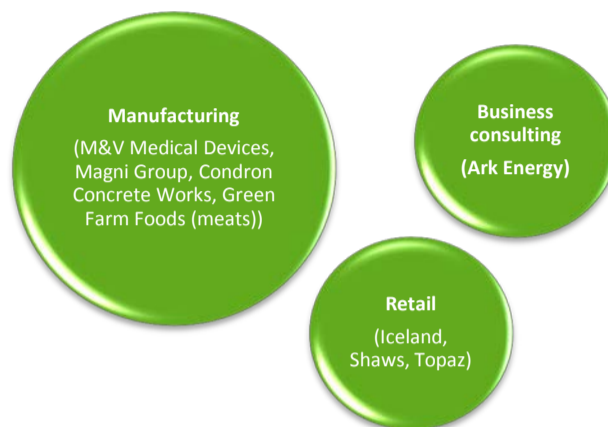 Manufacturing
(M&V Medical Devices,
Magni Group, Condron
Concrete Works, Green
Farm Foods (meats))
Business
consulting
(Ark Energy)
Retail
(Iceland,
Shaws, Topaz)